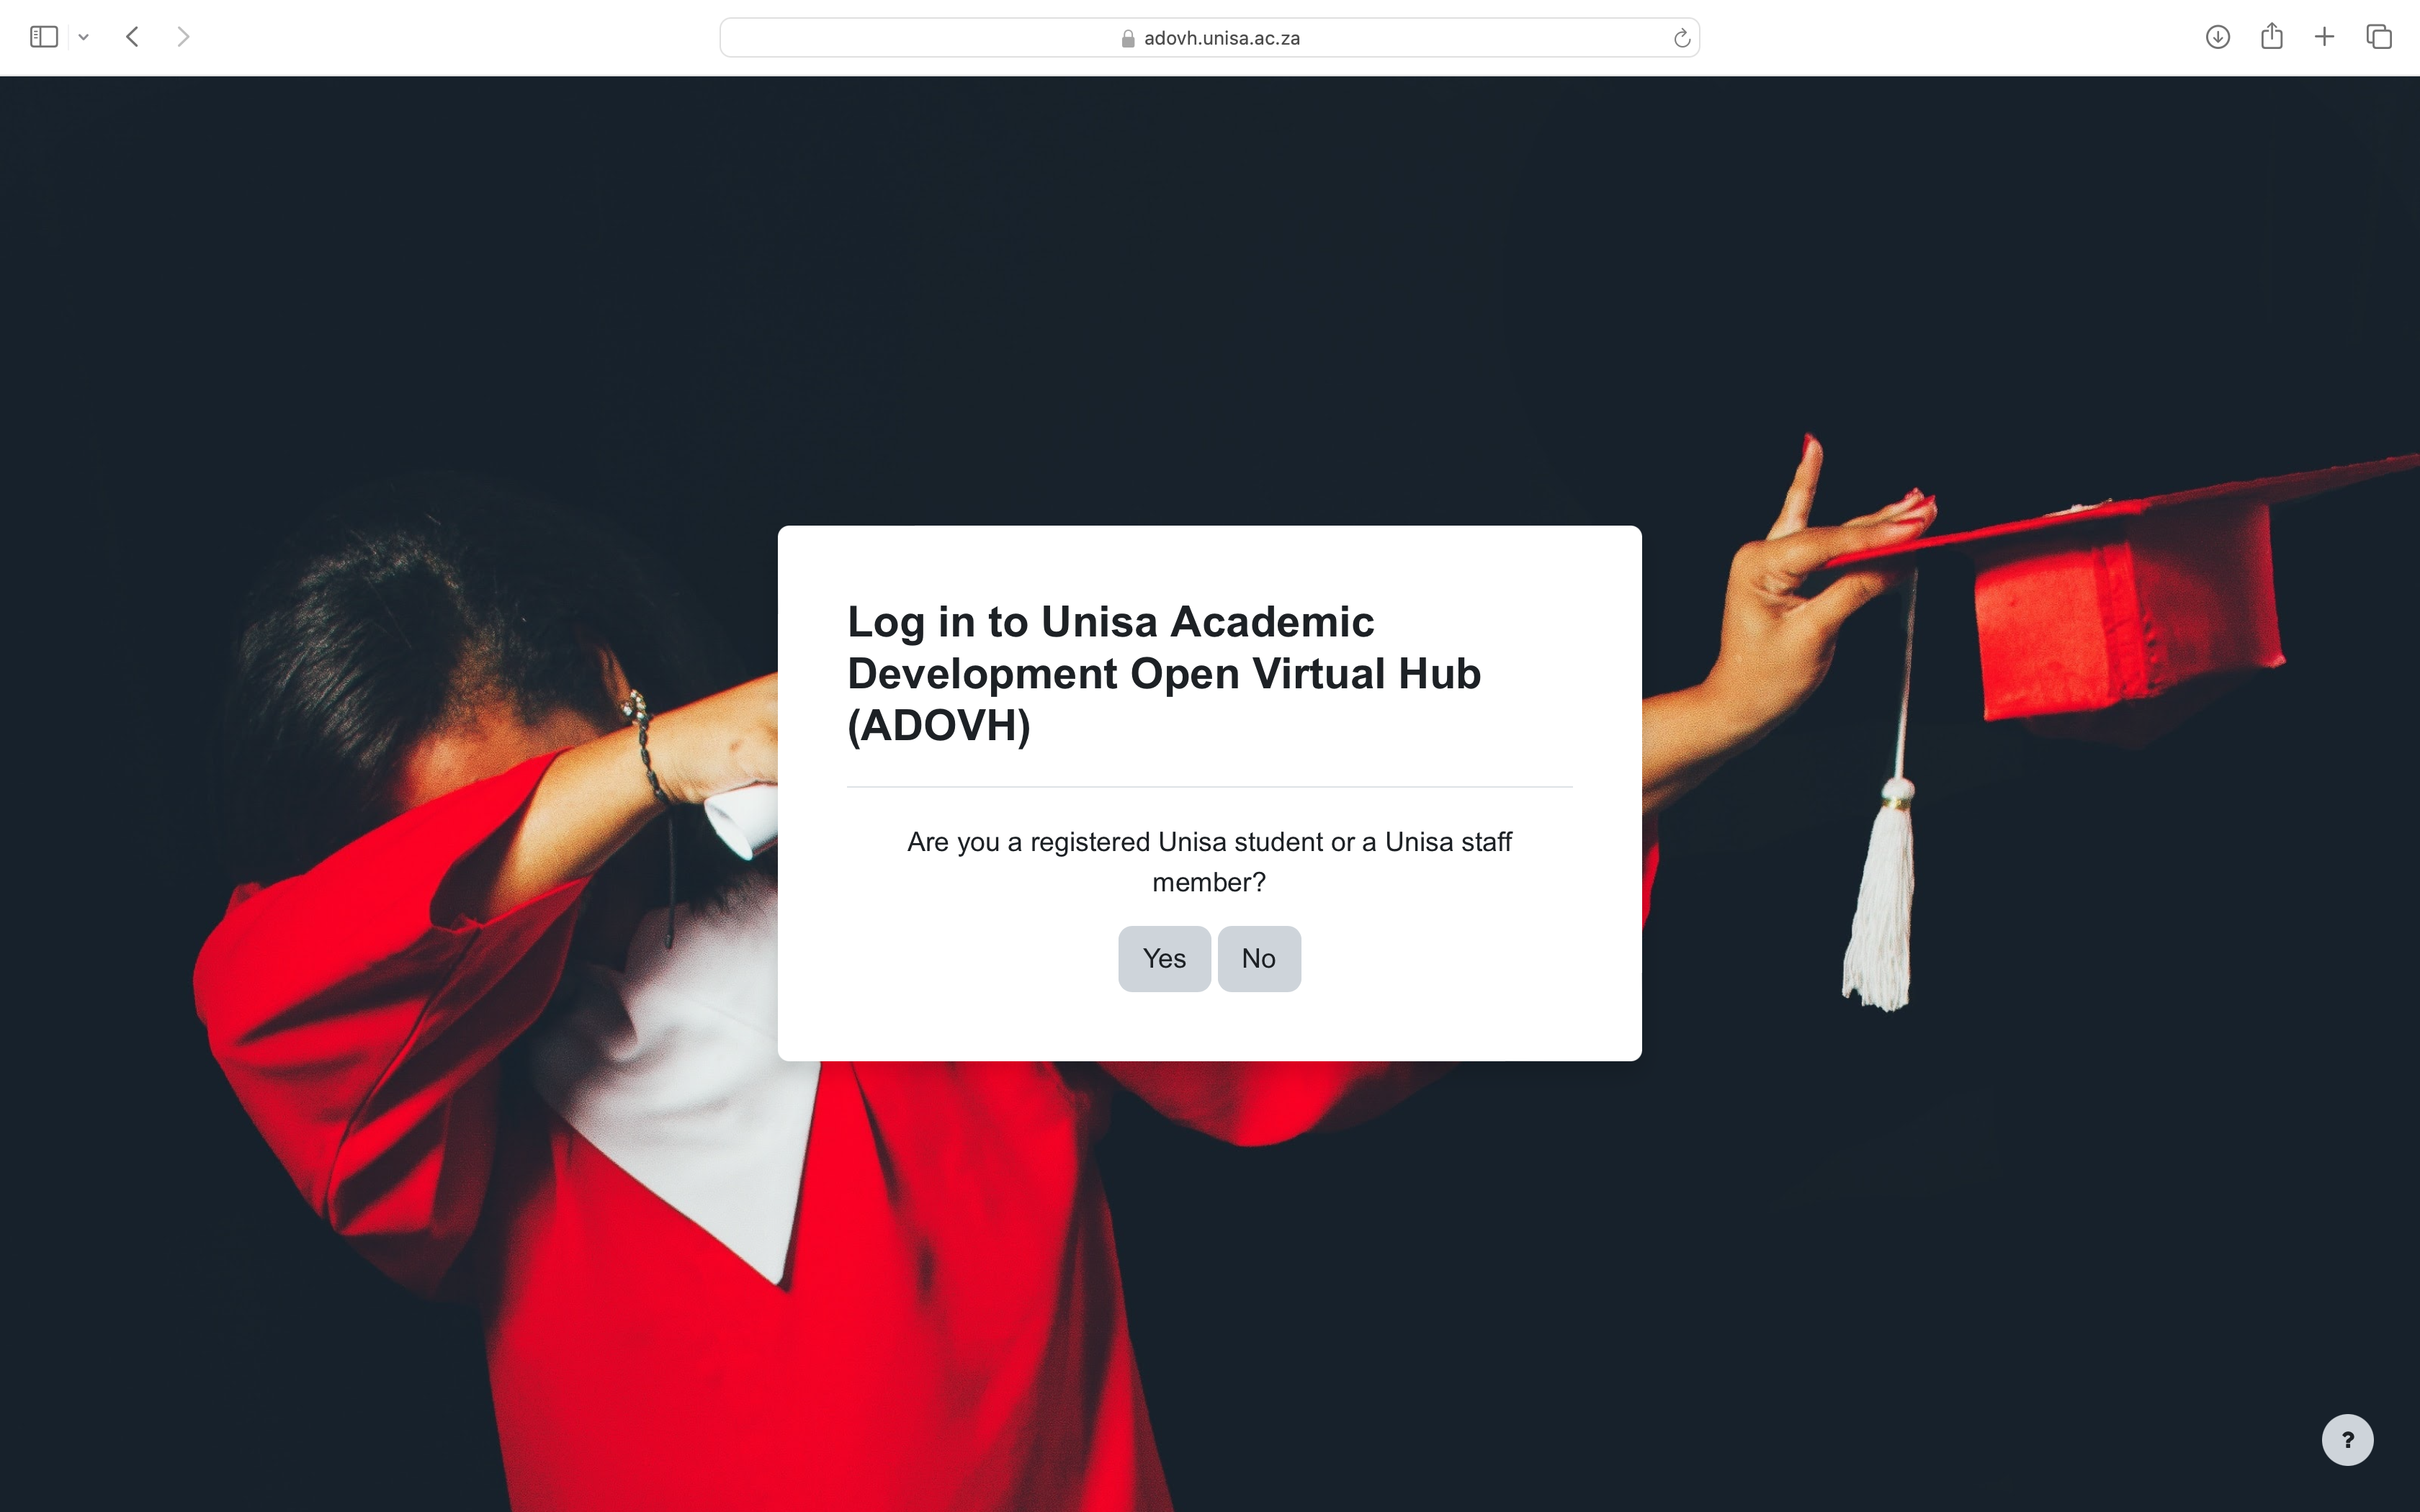 adovh.unisa.ac.za
Log in to Unisa Academic
Development Open Virtual Hub
(ADOVH)
Are you a registered Unisa student or a Unisa staff
member?
Yes No
?